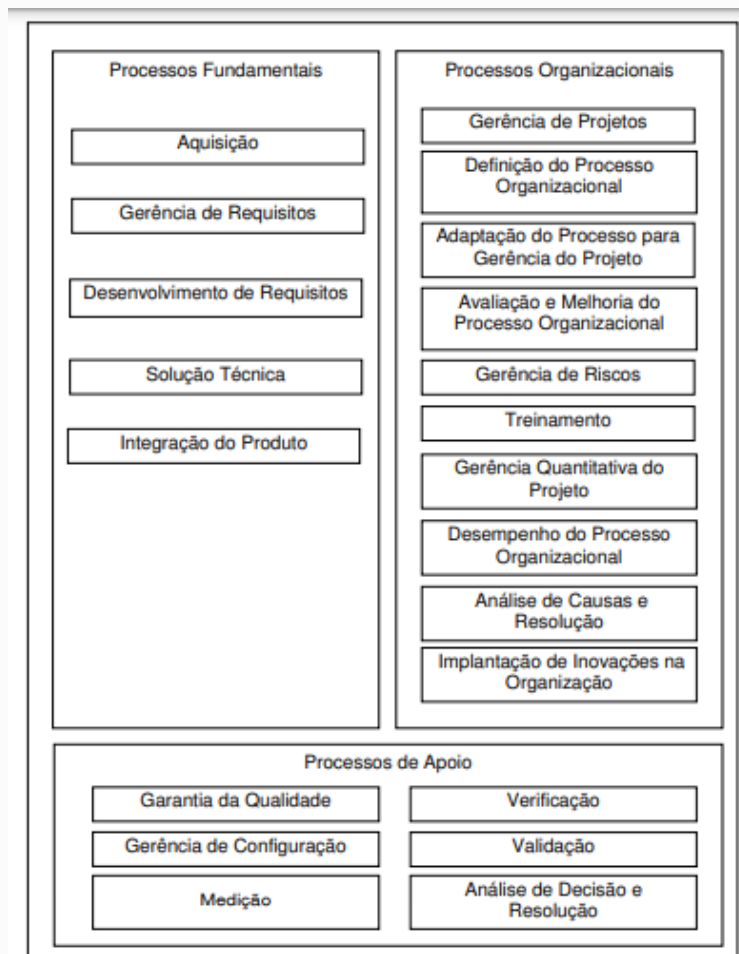 Processos Fundamentais
Aquisição
Gerência de Requisitos
Desenvolvimento de Requisitos
Solução Técnica
Integração do Produto
Processos Organizacionais
Gerência de Projetos
Definição do Processo
Organizacional
Adaptação do Processo para
Gerência do Projeto
Avaliação e Melhoria do
Processo Organizacional
Gerência de Riscos
Treinamento
Gerência Quantitativa do
Projeto
Desempenho do Processo
Organizacional
Análise de Causas e
Resolução
Implantação de Inovações na
Organização
Processos de Apoio
Garantia da Qualidade
Gerência de Configuração
Medição
Verificação
Validação
Análise de Decisão e
Resolução